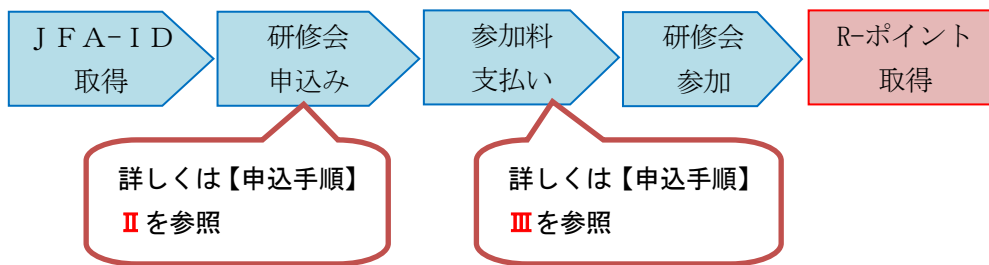 ＪＦＡ-ＩＤ
取得
研修会
申込み
参加料
支払い
研修会
参加
R-ポイント
取得
詳しくは【申込手順】
Ⅱを参照
詳しくは【申込手順】
Ⅲを参照